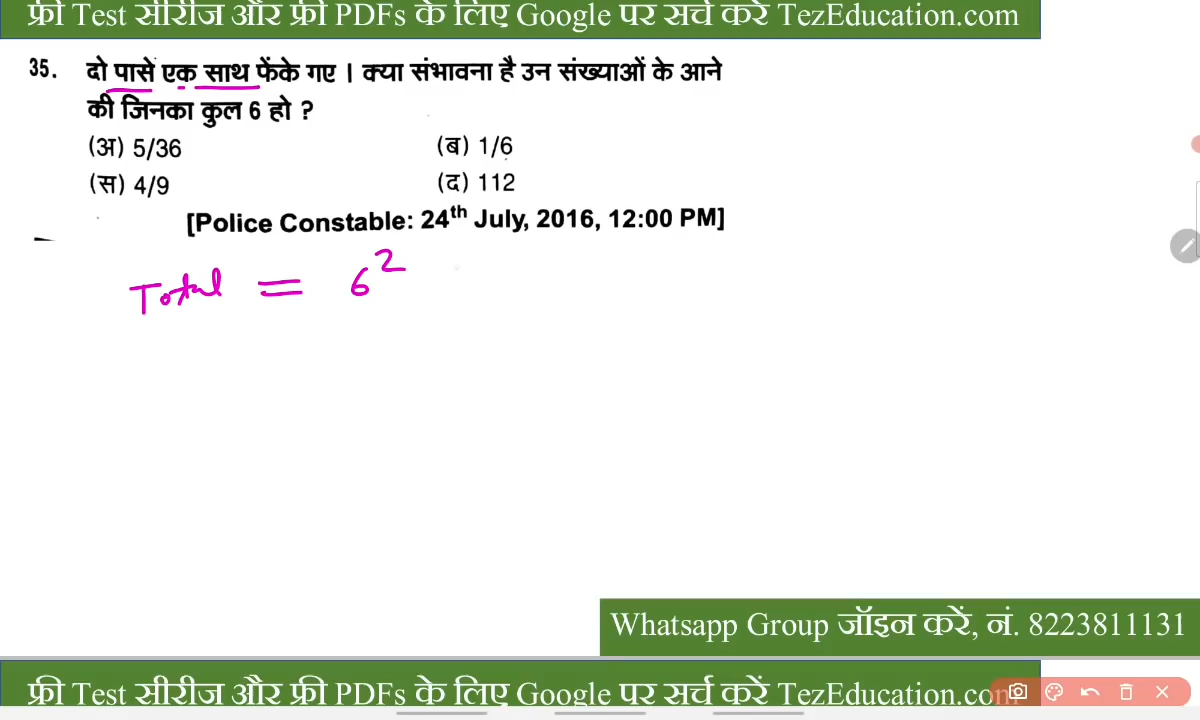 फ्री Test सीरीज और फ्री PDFs के लिए Google पर सर्च करे TezEducation.com
35. दो पासे एक साथ फेंके गए । क्या संभावना है उन संख्याओं के आने
की जिनका कुल 6 हो ?
(अ) 5/36 (ब) 1/6
(स) 4/9 (द) 112
[Police Constable: 24th July, 2016, 12:00 PM]
Total = 6²
Whatsapp Group जॉइन करें, नं. 8223811131
फ्री Test सीरीज और फ्री PDFs के लिए Google पर सर्च करें TezEducation.com